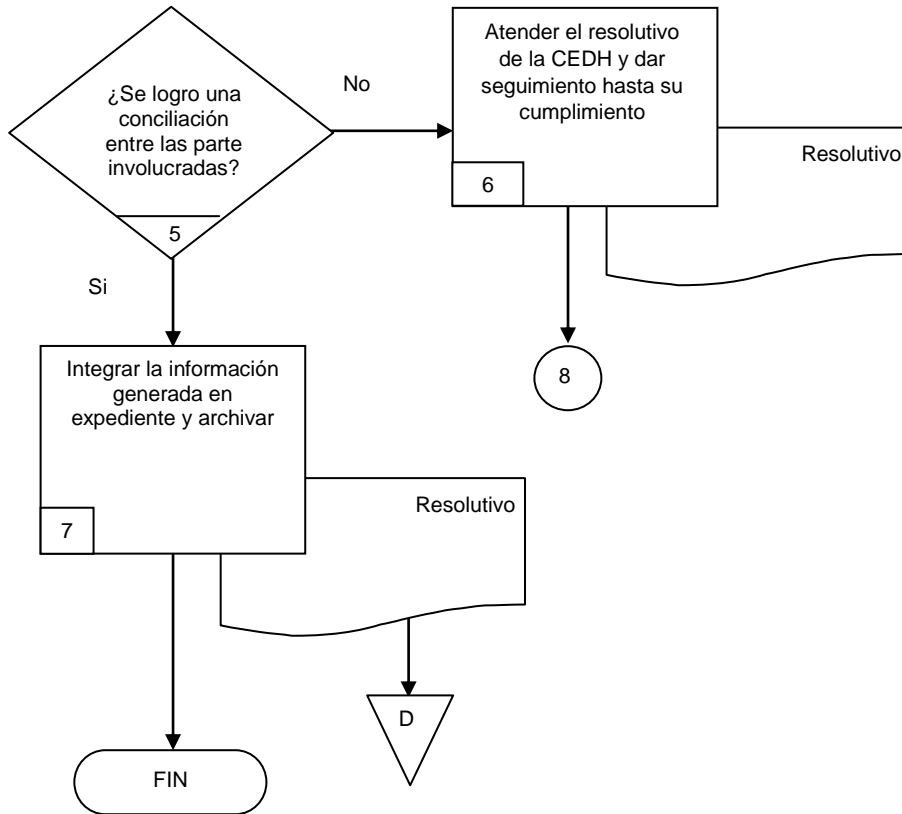 ¿Se logro una
conciliación
entre las parte
involucradas?
5
No
Atender el resolutivo
de la CEDH y dar
seguimiento hasta su
cumplimiento
6
Resolutivo
8
Si
Integrar la información
generada en
expediente y archivar
7
Resolutivo
D
FIN